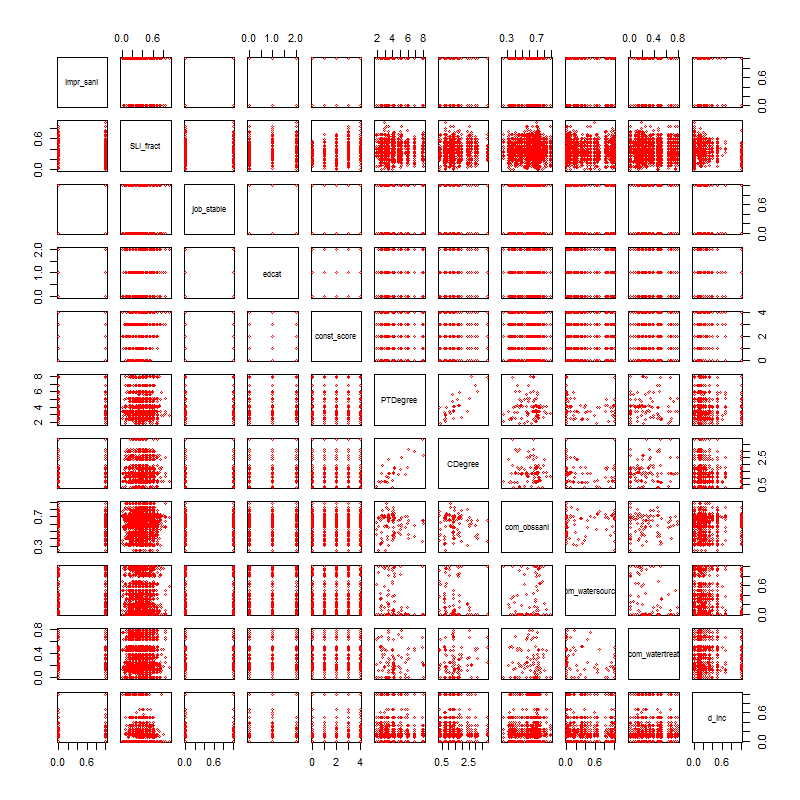 0.0 0.6 0.0 1.0 2.0 2 4 6 8 0.3 0.7 0.0 0.4 0.8
impr_sani 0.0 0.6
0.0 0.6 SLI_fract
job_stable 0.0 0.6
0.0 1.0 2.0 edcat
const_score 0 2 4
2 4 6 8 PTDegree
CDegree 0.5 2.5
0.3 0.7 com_obssani
om_watersourc 0.0 0.6
0.0 0.4 0.8 com_watertreat
d_inc 0.0 0.6
0.0 0.6 0.0 0.6 0 1 2 3 4 0.5 2.5 0.0 0.6 0.0 0.6